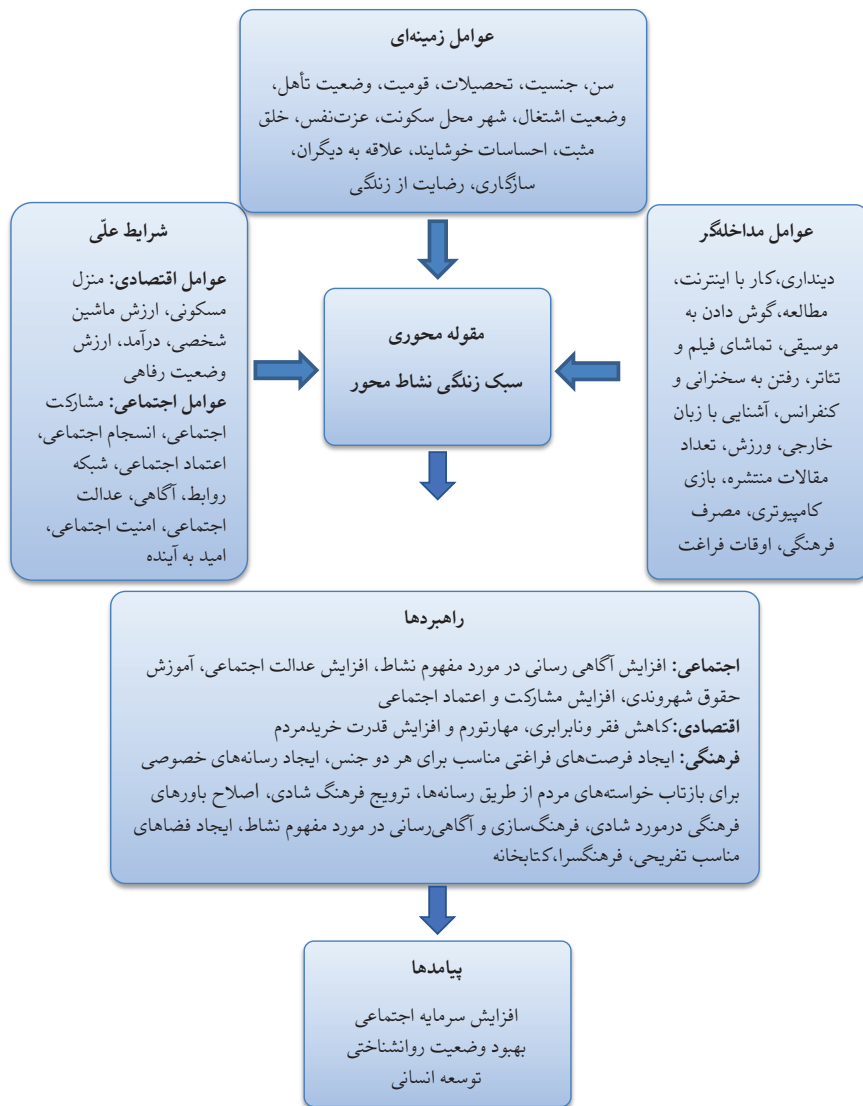 عوامل زمینه‌ای
سن، جنسیت، تحصیلات، قومیت، وضعیت تأهل،
وضعیت اشتغال، شهر محل سکونت، عزت‌نفس، خلق
مثبت، احساسات خوشایند، علاقه به دیگران،
سازگاری، رضایت از زندگی
عوامل مداخله‌گر
دینداری،کار با اینترنت،
مطالعه،گوش دادن به
موسیقی، تماشای فیلم و
تئاتر، رفتن به سخنرانی و
کنفرانس، آشنایی با زبان
خارجی، ورزش، تعداد
مقالات منتشره، بازی
کامپیوتری، مصرف
فرهنگی، اوقات فراغت
مقوله محوری
سبک زندگی نشاط محور
شرایط علّی
عوامل اقتصادی: منزل
مسکونی، ارزش ماشین
شخصی، درآمد، ارزش
وضعیت رفاهی
عوامل اجتماعی: مشارکت
اجتماعی، انسجام اجتماعی،
اعتماد اجتماعی، شبکه
روابط، آگاهی، عدالت
اجتماعی، امنیت اجتماعی،
امید به آینده
راهبردها
اجتماعی: افزایش آگاهی رسانی در مورد مفهوم نشاط، افزایش عدالت اجتماعی، آموزش
حقوق شهروندی، افزایش مشارکت و اعتماد اجتماعی
اقتصادی:کاهش فقر ونابرابری، مهارتورم و افزایش قدرت خریدمردم
فرهنگی: ایجاد فرصت‌های فراغتی مناسب برای هر دو جنس، ایجاد رسانه‌های خصوصی
برای بازتاب خواسته‌های مردم از طریق رسانه‌ها، ترویج فرهنگ شادی، اصلاح باورهای
فرهنگی درمورد شادی، فرهنگ‌سازی و آگاهی‌رسانی در مورد مفهوم نشاط، ایجاد فضاهای
مناسب تفریحی، فرهنگسرا،کتابخانه
پیامدها
افزایش سرمایه اجتماعی
بهبود وضعیت روانشناختی
توسعه انسانی